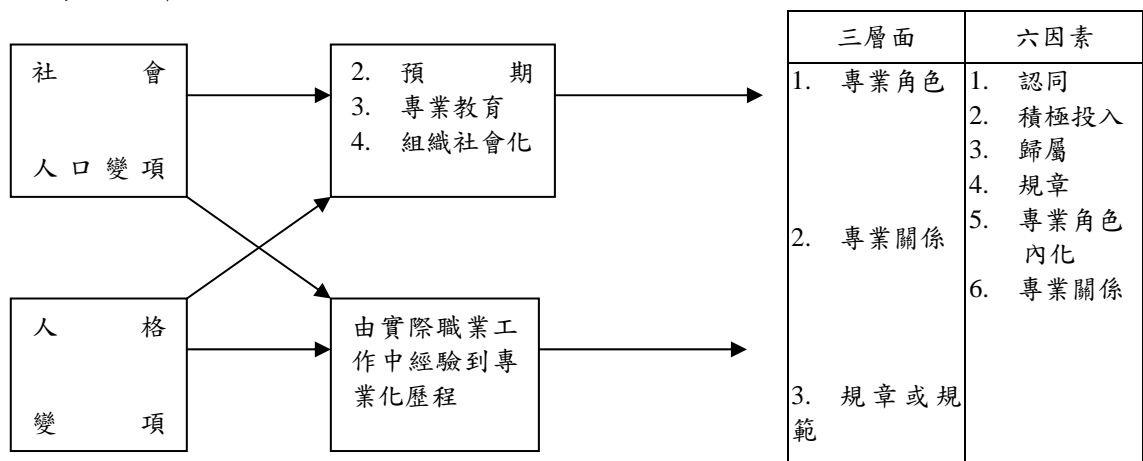 社會
人口變項
人格
變項
2. 預期
3. 專業教育
4. 組織社會化
由實際職業工
作中經驗到專
業化歷程
三層面
1. 專業角色
2. 專業關係
3. 規章或規
範
六因素
1. 認同
2. 積極投入
3. 歸屬
4. 規章
5. 專業角色
內化
6. 專業關係